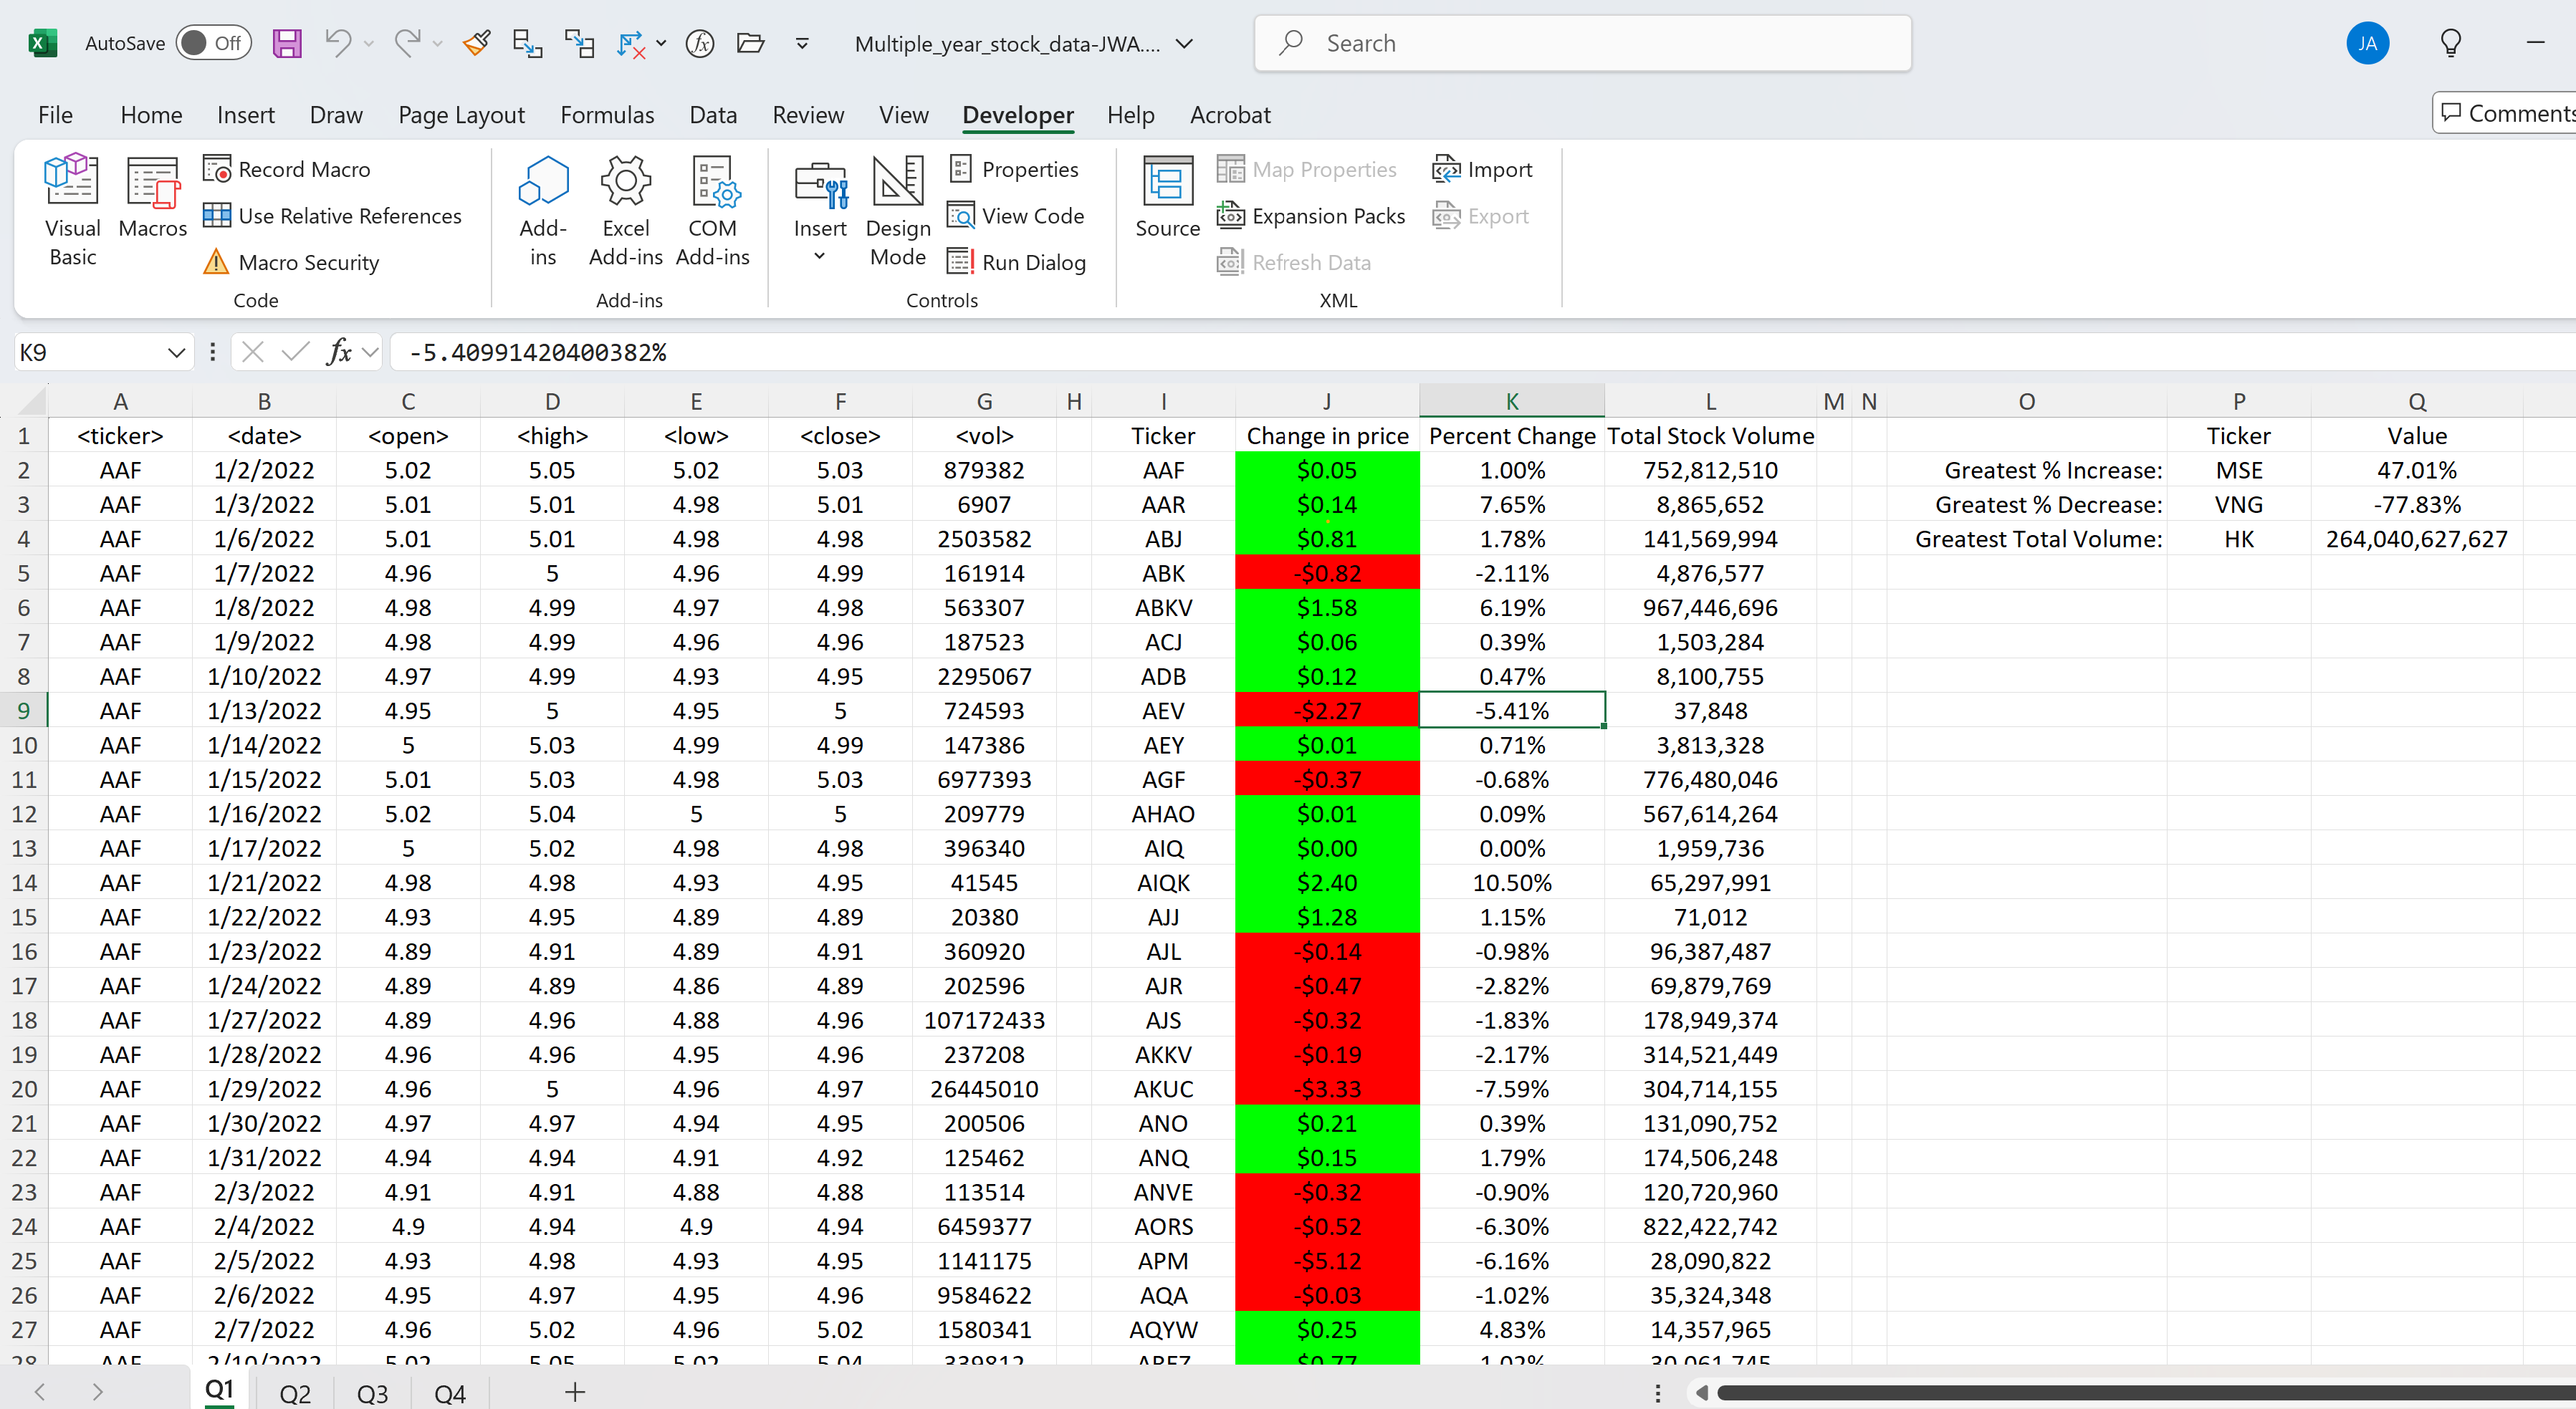 AutoSave Off Multiple_year_stock_data-JWA.... Search JA
File Home Insert Draw Page Layout Formulas Data Review View Developer Help Acrobat Comments
Visual Basic Macros Record Macro Use Relative References Macro Security Code
Add-ins Excel Add-ins COM Add-ins Add-ins
Insert Design Mode Properties View Code Run Dialog Controls
Source Map Properties Expansion Packs Refresh Data Import Export XML
K9 fx -5.40991420400382%
A B C D E F G H I J K L M N O P Q
1 <ticker> <date> <open> <high> <low> <close> <vol> Ticker Change in price Percent Change Total Stock Volume Ticker Value
2 AAF 1/2/2022 5.02 5.05 5.02 5.03 879382 AAF $0.05 1.00% 752,812,510 Greatest % Increase: MSE 47.01%
3 AAF 1/3/2022 5.01 5.01 4.98 5.01 6907 AAR $0.14 7.65% 8,865,652 Greatest % Decrease: VNG -77.83%
4 AAF 1/6/2022 5.01 5.01 4.98 4.98 2503582 ABJ $0.81 1.78% 141,569,994 Greatest Total Volume: HK 264,040,627,627
5 AAF 1/7/2022 4.96 5 4.96 4.99 161914 ABK -$0.82 -2.11% 4,876,577
6 AAF 1/8/2022 4.98 4.99 4.97 4.98 563307 ABKV $1.58 6.19% 967,446,696
7 AAF 1/9/2022 4.98 4.99 4.96 4.96 187523 ACJ $0.06 0.39% 1,503,284
8 AAF 1/10/2022 4.97 4.99 4.93 4.95 2295067 ADB $0.12 0.47% 8,100,755
9 AAF 1/13/2022 4.95 5 4.95 5 724593 AEV -$2.27 -5.41% 37,848
10 AAF 1/14/2022 5 5.03 4.99 4.99 147386 AEY $0.01 0.71% 3,813,328
11 AAF 1/15/2022 5.01 5.03 4.98 5.03 6977393 AGF -$0.37 -0.68% 776,480,046
12 AAF 1/16/2022 5.02 5.04 5 5 209779 AHAO $0.01 0.09% 567,614,264
13 AAF 1/17/2022 5 5.02 4.98 4.98 396340 AIQ $0.00 0.00% 1,959,736
14 AAF 1/21/2022 4.98 4.98 4.93 4.95 41545 AIQK $2.40 10.50% 65,297,991
15 AAF 1/22/2022 4.93 4.95 4.89 4.89 20380 AJJ $1.28 1.15% 71,012
16 AAF 1/23/2022 4.89 4.91 4.89 4.91 360920 AJL -$0.14 -0.98% 96,387,487
17 AAF 1/24/2022 4.89 4.89 4.86 4.89 202596 AJR -$0.47 -2.82% 69,879,769
18 AAF 1/27/2022 4.89 4.96 4.88 4.96 107172433 AJS -$0.32 -1.83% 178,949,374
19 AAF 1/28/2022 4.96 4.96 4.95 4.96 237208 AKKV -$0.19 -2.17% 314,521,449
20 AAF 1/29/2022 4.96 5 4.96 4.97 26445010 AKUC -$3.33 -7.59% 304,714,155
21 AAF 1/30/2022 4.97 4.97 4.94 4.95 200506 ANO $0.21 0.39% 131,090,752
22 AAF 1/31/2022 4.94 4.94 4.91 4.92 125462 ANQ $0.15 1.79% 174,506,248
23 AAF 2/3/2022 4.91 4.91 4.88 4.88 113514 ANVE -$0.32 -0.90% 120,720,960
24 AAF 2/4/2022 4.9 4.94 4.9 4.94 6459377 AORS -$0.52 -6.30% 822,422,742
25 AAF 2/5/2022 4.93 4.98 4.93 4.95 1141175 APM -$5.12 -6.16% 28,090,822
26 AAF 2/6/2022 4.95 4.97 4.95 4.96 9584622 AQA -$0.03 -1.02% 35,324,348
27 AAF 2/7/2022 4.96 5.02 4.96 5.02 1580341 AQYW $0.25 4.83% 14,357,965
28 AAF 2/10/2022 5.02 5.05 5.02 5.04 339812 $0.77 1.02% 30,061,745
Q1 Q2 Q3 Q4